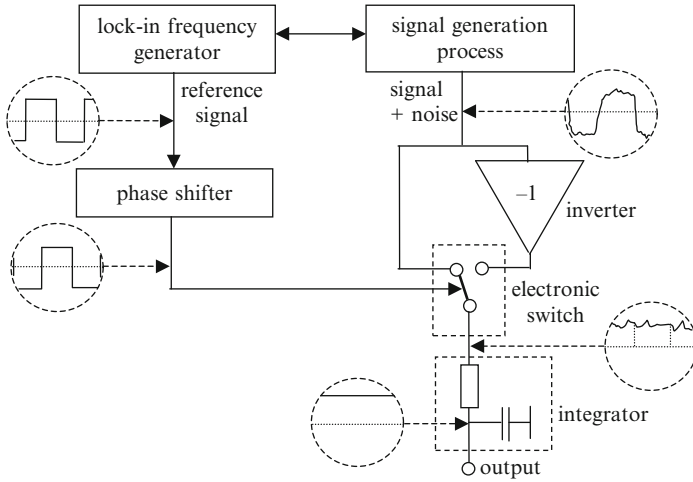 lock-in frequency
generator
signal generation
process
reference
signal
signal
+ noise
phase shifter
–1
inverter
electronic
switch
integrator
output